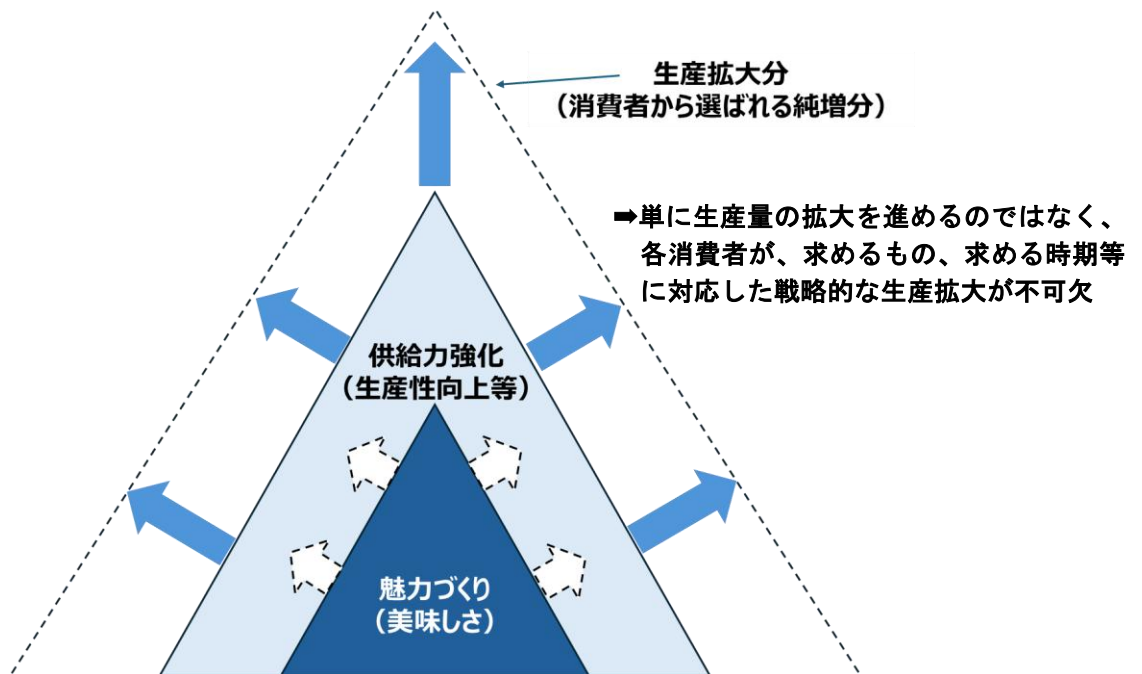 生産拡大分
（消費者から選ばれる純増分）
➡単に生産量の拡大を進めるのではなく、
各消費者が、求めるもの、求める時期等
に対応した戦略的な生産拡大が不可欠
供給力強化
（生産性向上等）
魅力づくり
（美味しさ）